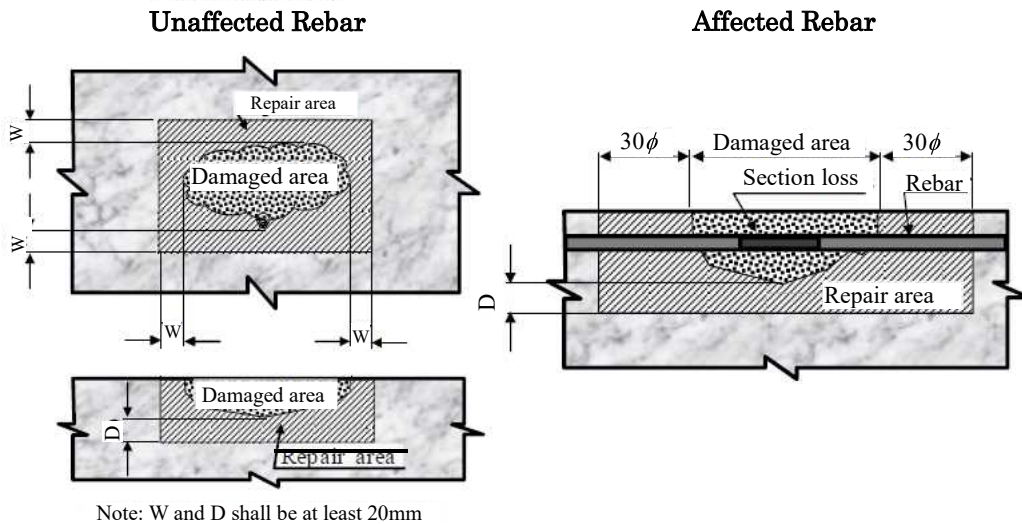 Unaffected Rebar
Repair area
W
Damaged area
W
W
W
Damaged area
D
Repair area
Note: W and D shall be at least 20mm
Affected Rebar
30ϕ
Damaged area
30ϕ
Section loss
Rebar
D
Repair area